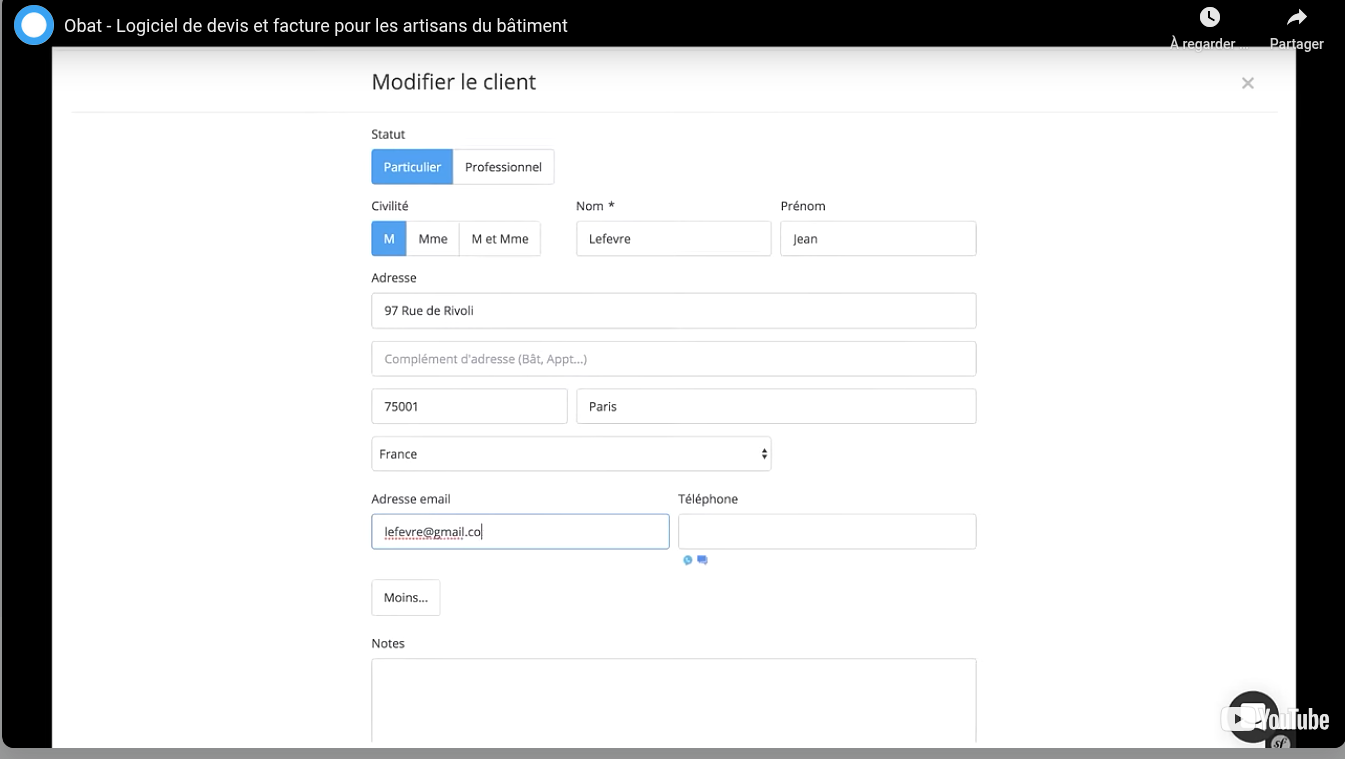 Obat - Logiciel de devis et facture pour les artisans du bâtiment
À regarder ...
Partager
Modifier le client
Statut
Particulier Professionnel
Civilité Nom * Prénom
M Mme M et Mme Lefevre Jean
Adresse
97 Rue de Rivoli
Complément d'adresse (Bât, Appt...)
75001 Paris
France
Adresse email Téléphone
lefevre@gmail.co
Moins...
Notes
YouTube
sf